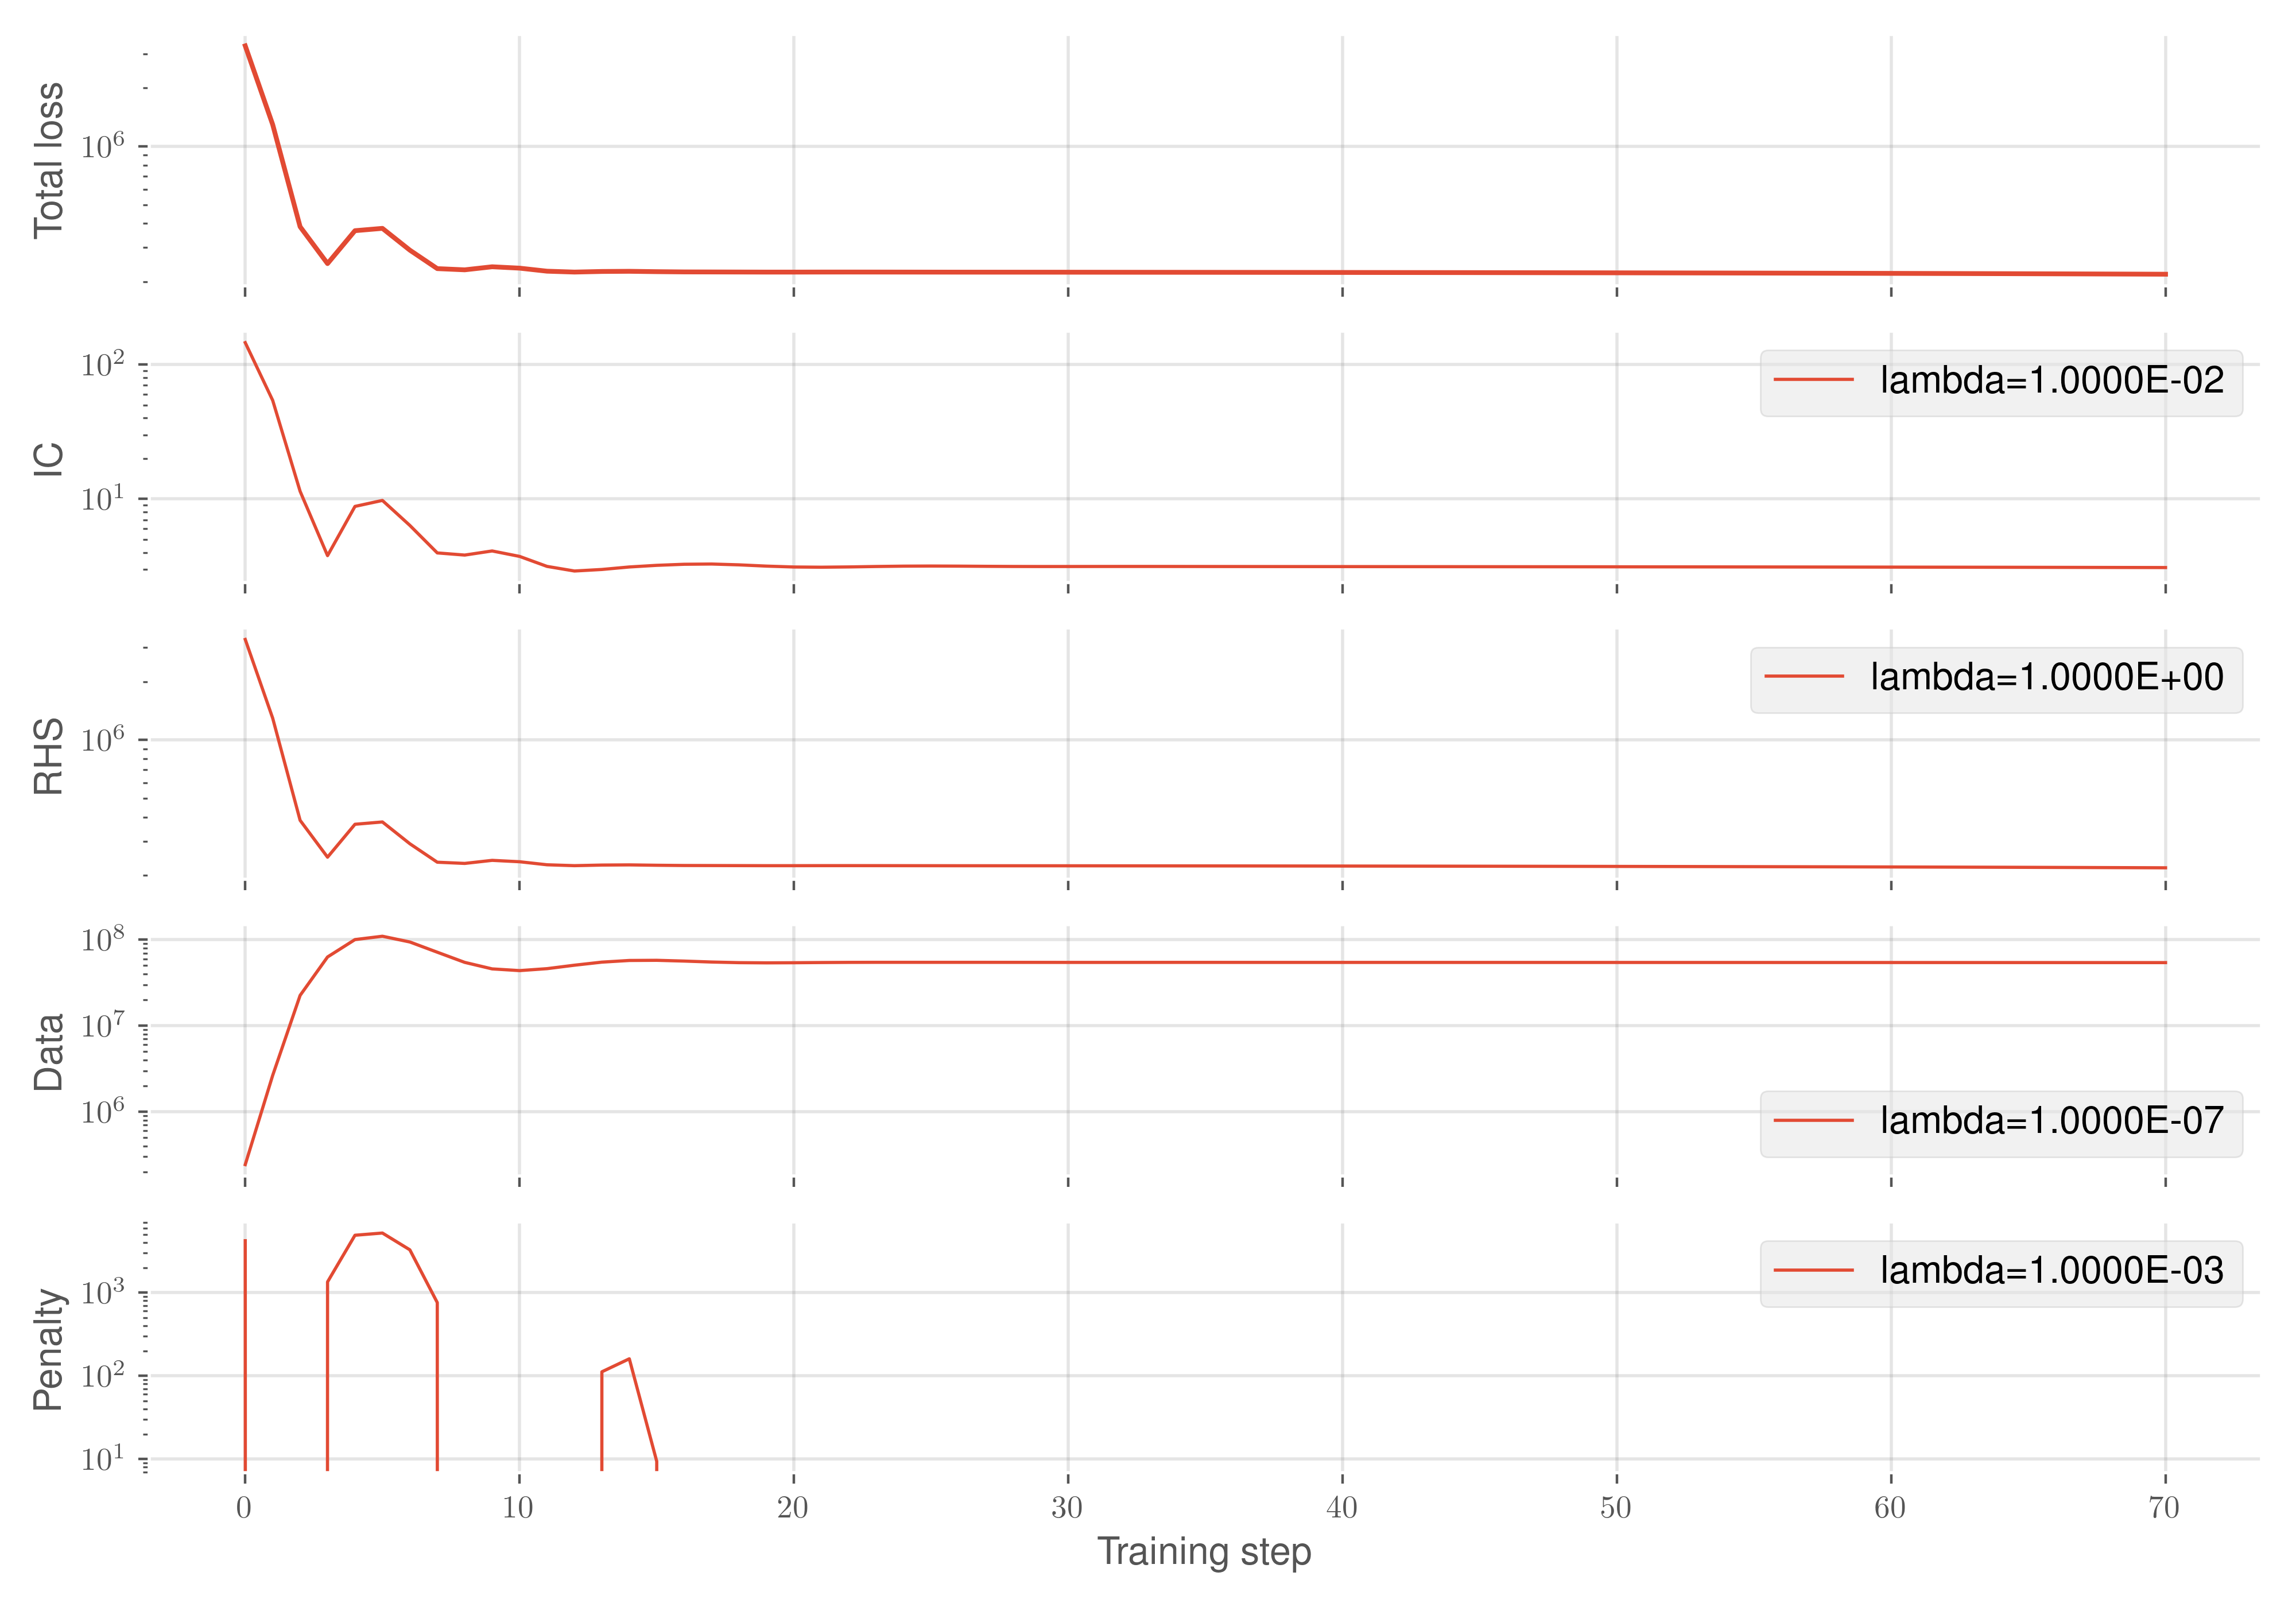 Total loss
10^6
IC
10^2
10^1
lambda=1.0000E-02
RHS
10^6
lambda=1.0000E+00
Data
10^8
10^7
10^6
lambda=1.0000E-07
Penalty
10^3
10^2
10^1
lambda=1.0000E-03
0 10 20 30 40 50 60 70
Training step